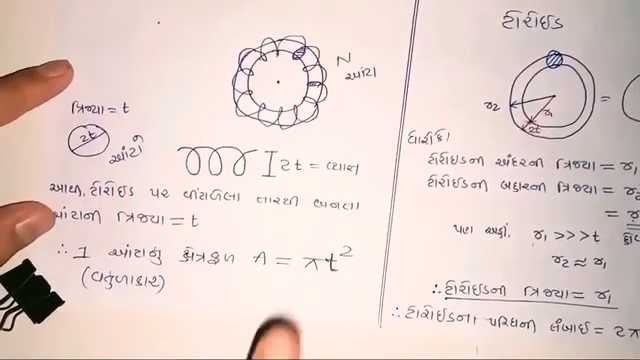 N
આંટા
ત્રિજ્યા = t
2t
આંટો
2t = વ્યાસ
આથી, ટોરોઇડ પર વીંટાળેલા તારથી બનતા
આંટાની ત્રિજ્યા = t
∴ 1 આંટાનું ક્ષેત્રફળ A = πt²
(વર્તુળાકાર)
ટોરોઇડ
r₂
r₁
2t
=
ધારોકે
ટોરોઇડની અંદરની ત્રિજ્યા = r₁
ટોરોઇડની બહારની ત્રિજ્યા = r₂
પણ અહીં, r₁ >>> t
r₂ ≈ r₁
∴ ટોરોઇડની ત્રિજ્યા = r₁
∴ ટોરોઇડના પરિઘની લંબાઈ = 2π